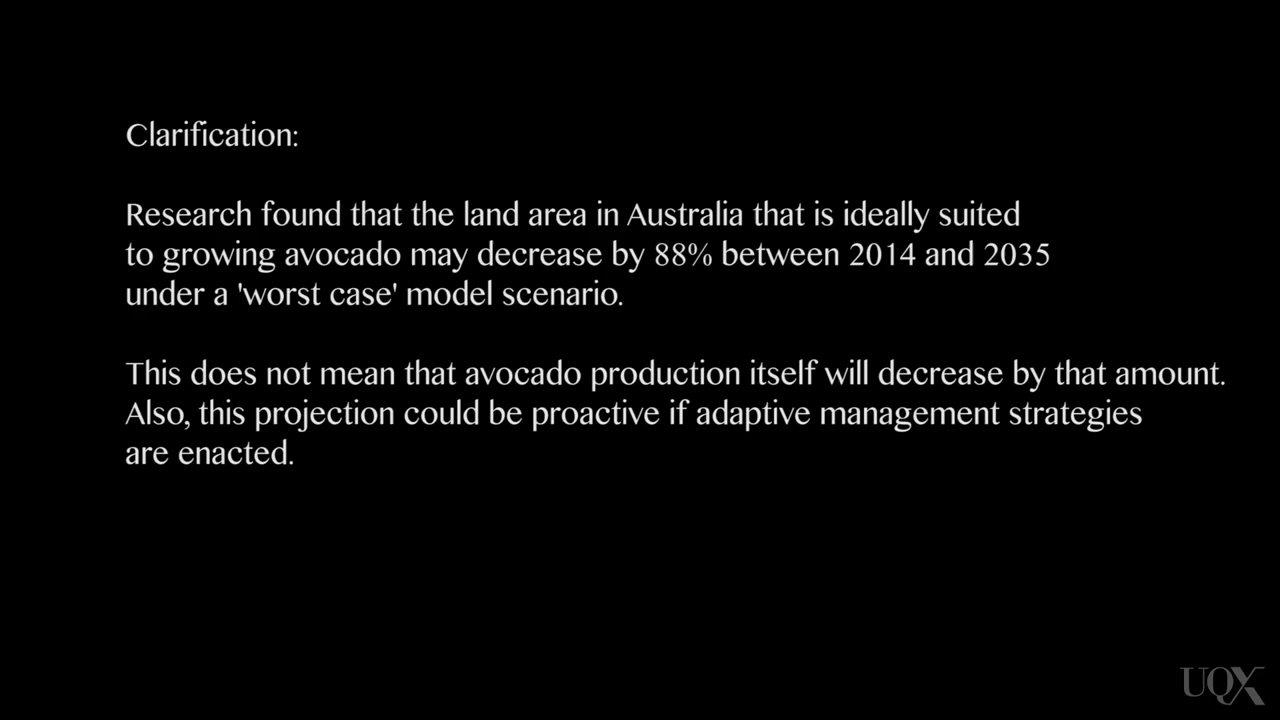 Clarification:
Research found that the land area in Australia that is ideally suited
to growing avocado may decrease by 88% between 2014 and 2035
under a 'worst case' model scenario.
This does not mean that avocado production itself will decrease by that amount.
Also, this projection could be proactive if adaptive management strategies
are enacted.
UQX